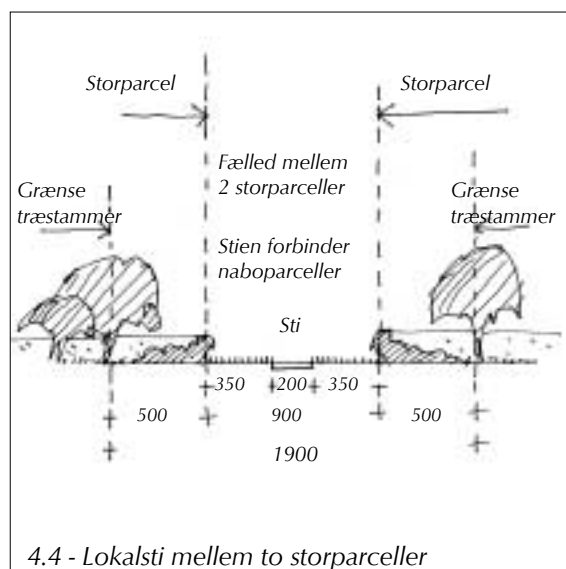 Storparcel
Storparcel
Fælled mellem
2 storparceller
Grænse
træstammer
Grænse
træstammer
Stien forbinder
naboparceller
Sti
350
200
350
500
900
500
1900
4.4 - Lokalsti mellem to storparceller